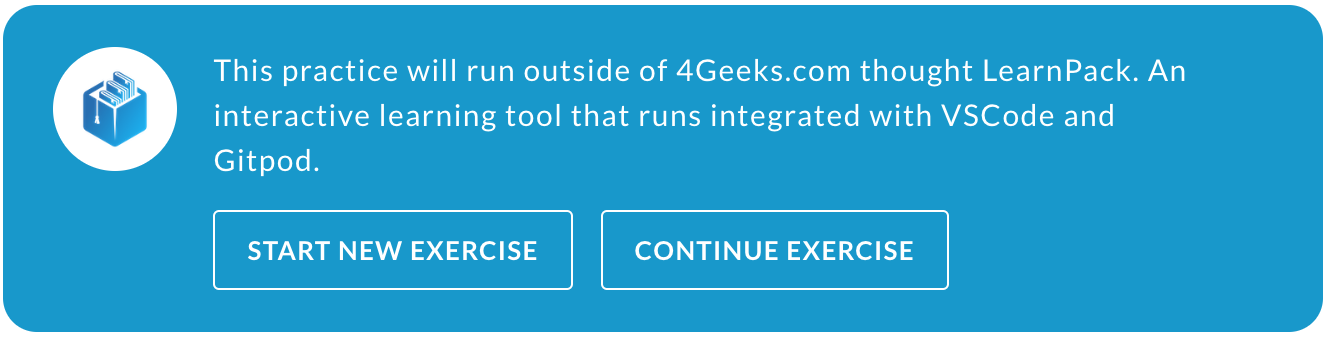 This practice will run outside of 4Geeks.com thought LearnPack. An
interactive learning tool that runs integrated with VSCode and
Gitpod.
START NEW EXERCISE
CONTINUE EXERCISE